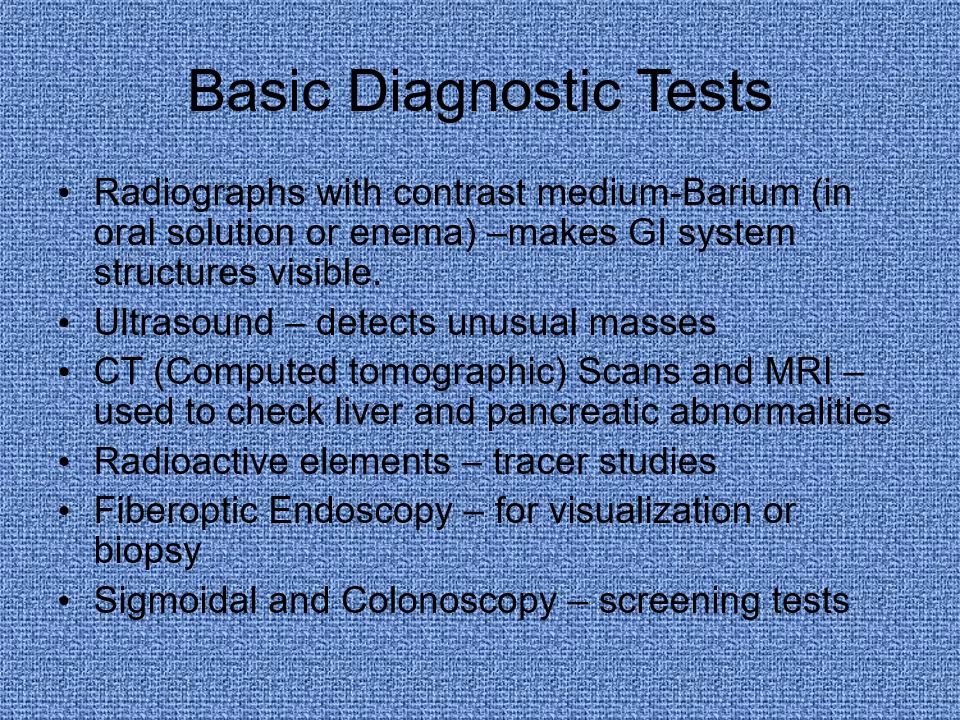 Basic Diagnostic Tests
• Radiographs with contrast medium-Barium (in
oral solution or enema) –makes GI system
structures visible.
• Ultrasound – detects unusual masses
• CT (Computed tomographic) Scans and MRI –
used to check liver and pancreatic abnormalities
• Radioactive elements – tracer studies
• Fiberoptic Endoscopy – for visualization or
biopsy
• Sigmoidal and Colonoscopy – screening tests